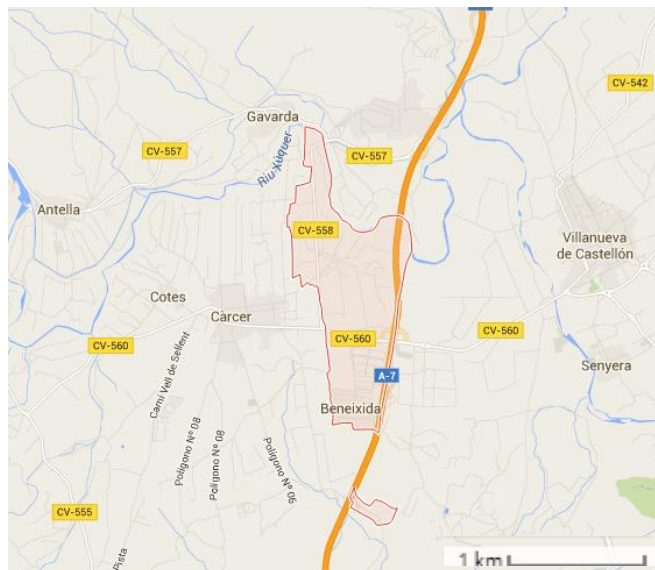 CV-542
Gavarda
CV-557
CV-557
Riu Xúquer
Antella
CV-558
Villanueva
de Castellón
Cotes
Càrcer
CV-560
CV-560
CV-560
Camí Vell de Sellent
A-7
Senyera
Beneixida
Polígono Nº 08
Polígono Nº 08
Polígono Nº 06
CV-555
Pista
1 km